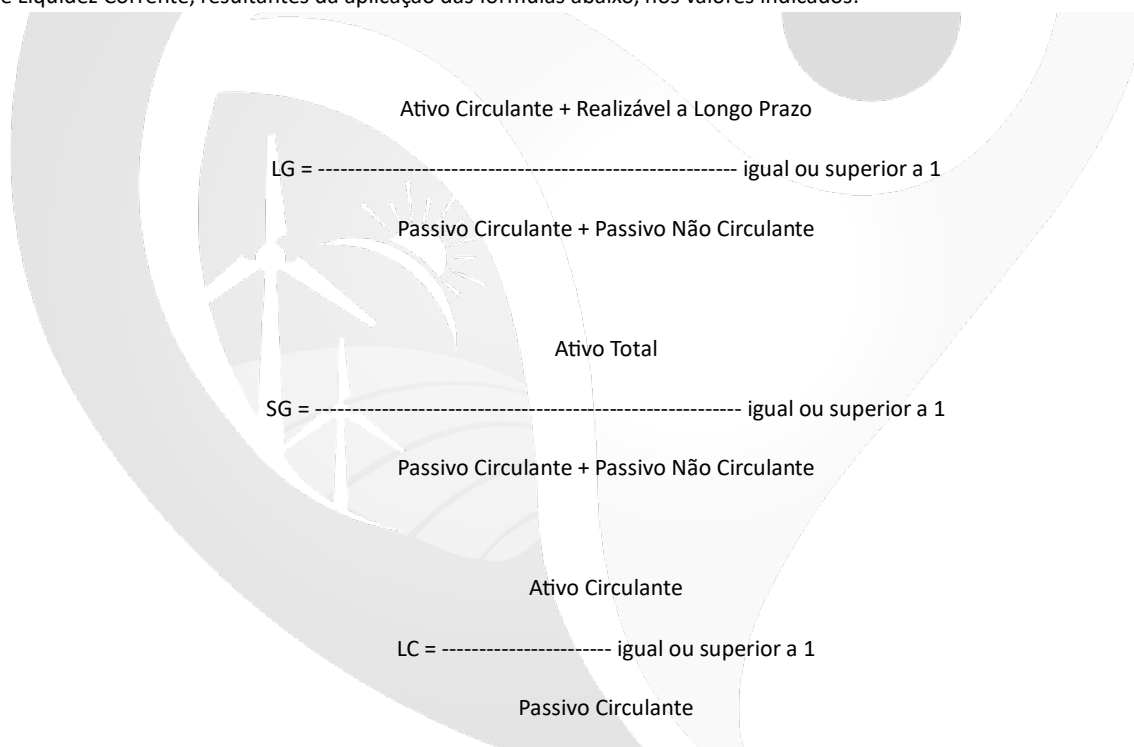 e Liquidez Corrente, resultantes da aplicação das fórmulas abaixo, nos valores indicados:
Ativo Circulante + Realizável a Longo Prazo
LG = --------------------------------------------------------- igual ou superior a 1
Passivo Circulante + Passivo Não Circulante
Ativo Total
SG = ---------------------------------------------------------- igual ou superior a 1
Passivo Circulante + Passivo Não Circulante
Ativo Circulante
LC = ----------------------- igual ou superior a 1
Passivo Circulante